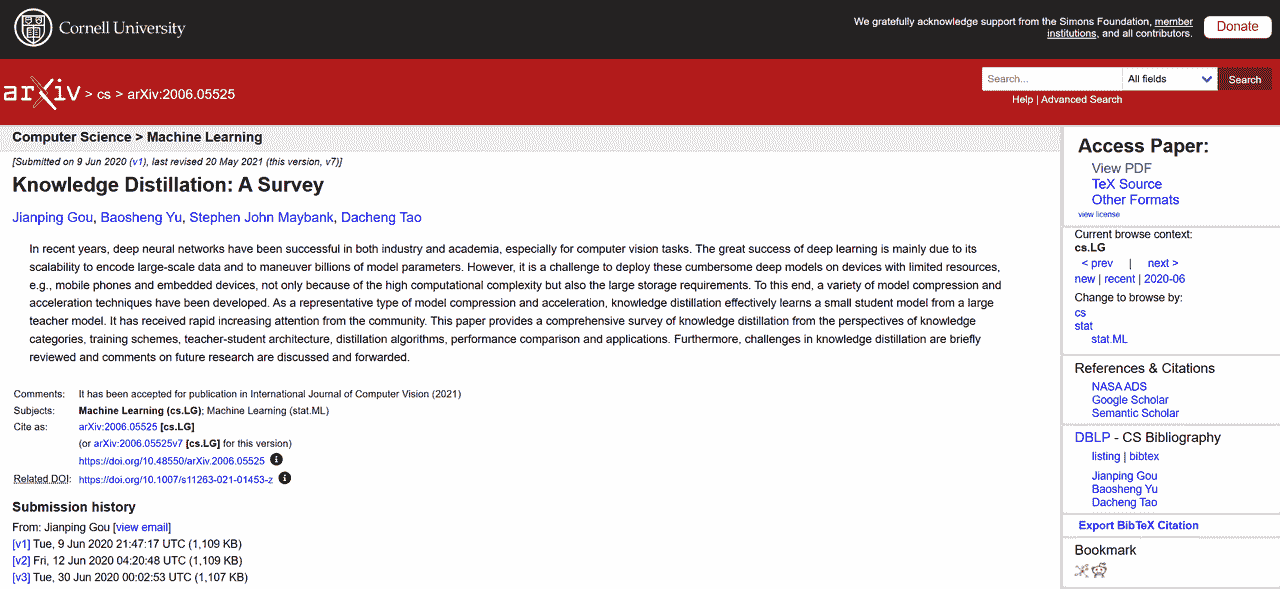 Cornell University
We gratefully acknowledge support from the Simons Foundation, member
institutions, and all contributors.
Donate
arXiv > cs > arXiv:2006.05525
Search...
All fields
Search
Help | Advanced Search
Computer Science > Machine Learning
[Submitted on 9 Jun 2020 (v1), last revised 20 May 2021 (this version, v7)]
Knowledge Distillation: A Survey
Jianping Gou, Baosheng Yu, Stephen John Maybank, Dacheng Tao
In recent years, deep neural networks have been successful in both industry and academia, especially for computer vision tasks. The great success of deep learning is mainly due to its
scalability to encode large-scale data and to maneuver billions of model parameters. However, it is a challenge to deploy these cumbersome deep models on devices with limited resources,
e.g., mobile phones and embedded devices, not only because of the high computational complexity but also the large storage requirements. To this end, a variety of model compression and
acceleration techniques have been developed. As a representative type of model compression and acceleration, knowledge distillation effectively learns a small student model from a large
teacher model. It has received rapid increasing attention from the community. This paper provides a comprehensive survey of knowledge distillation from the perspectives of knowledge
categories, training schemes, teacher-student architecture, distillation algorithms, performance comparison and applications. Furthermore, challenges in knowledge distillation are briefly
reviewed and comments on future research are discussed and forwarded.
Comments: It has been accepted for publication in International Journal of Computer Vision (2021)
Subjects: Machine Learning (cs.LG); Machine Learning (stat.ML)
Cite as: arXiv:2006.05525 [cs.LG]
(or arXiv:2006.05525v7 [cs.LG] for this version)
https://doi.org/10.48550/arXiv.2006.05525
Related DOI: https://doi.org/10.1007/s11263-021-01453-z
Submission history
From: Jianping Gou [view email]
[v1] Tue, 9 Jun 2020 21:47:17 UTC (1,109 KB)
[v2] Fri, 12 Jun 2020 04:20:48 UTC (1,109 KB)
[v3] Tue, 30 Jun 2020 00:02:53 UTC (1,107 KB)
Access Paper:
View PDF
TeX Source
Other Formats
view license
Current browse context:
cs.LG
< prev | next >
new | recent | 2020-06
Change to browse by:
cs
stat
stat.ML
References & Citations
NASA ADS
Google Scholar
Semantic Scholar
DBLP - CS Bibliography
listing | bibtex
Jianping Gou
Baosheng Yu
Dacheng Tao
Export BibTeX Citation
Bookmark